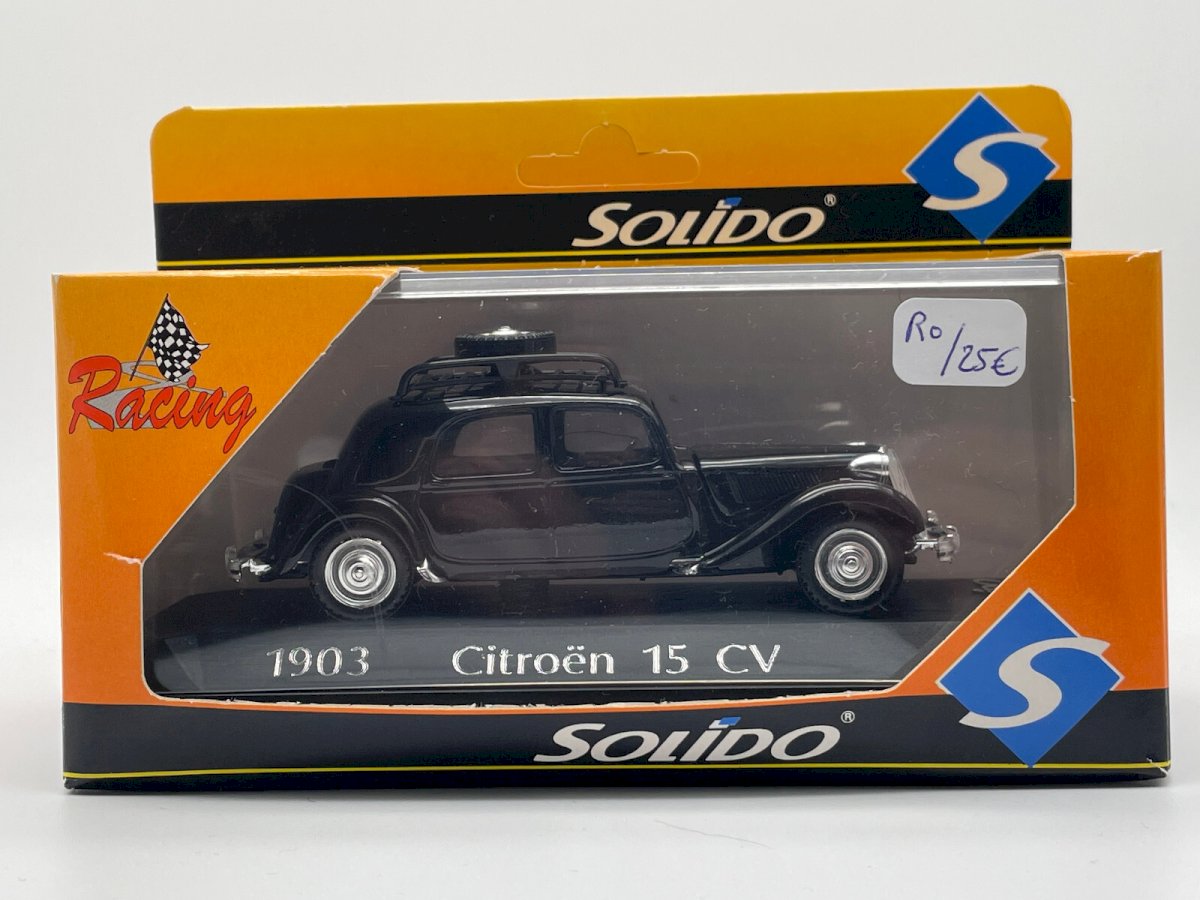 SOLIDO®
S
Racing
Ro/25€
1903 Citroën 15 CV
S
SOLIDO®